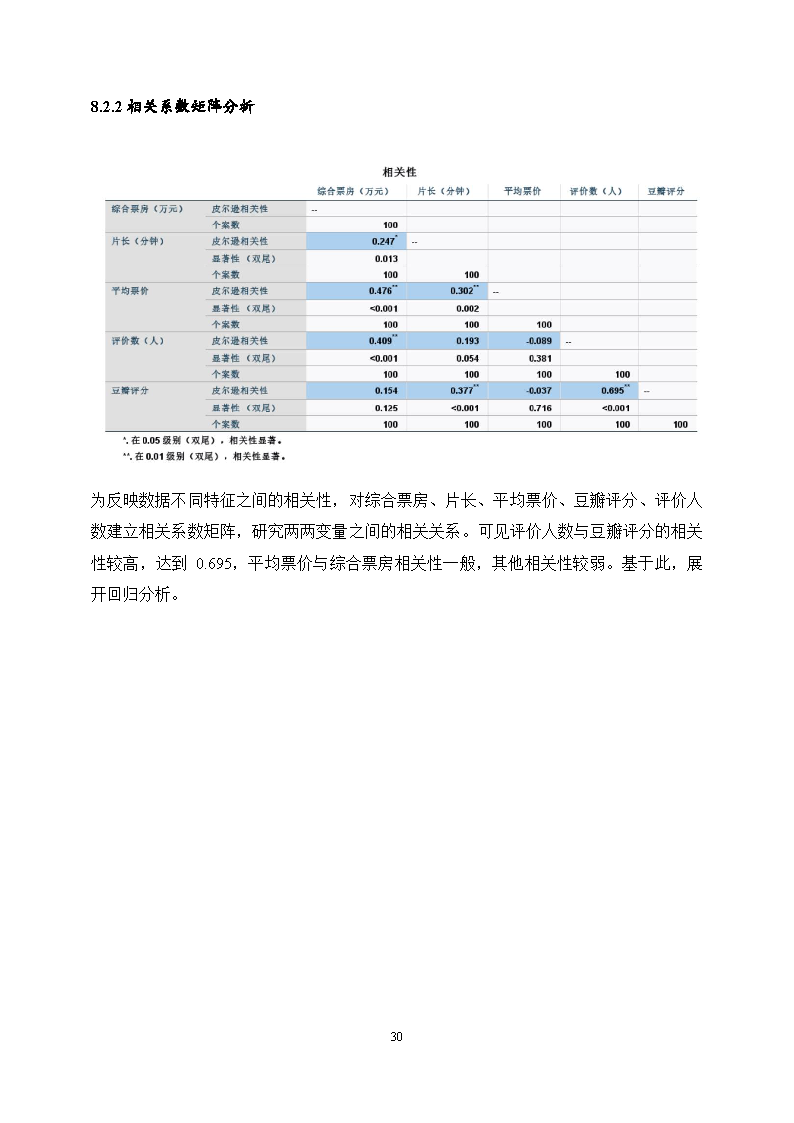 8.2.2 相关系数矩阵分析
相关性
综合票房（万元） 片长（分钟） 平均票价 评价数（人） 豆瓣评分
综合票房（万元） 皮尔逊相关性 --
个案数 100
片长（分钟） 皮尔逊相关性 0.247* --
显著性（双尾） 0.013
个案数 100 100
平均票价 皮尔逊相关性 0.476** 0.302** --
显著性（双尾） <0.001 0.002
个案数 100 100 100
评价数（人） 皮尔逊相关性 0.409** 0.193 -0.089 --
显著性（双尾） <0.001 0.054 0.381
个案数 100 100 100 100
豆瓣评分 皮尔逊相关性 0.154 0.377** -0.037 0.695** --
显著性（双尾） 0.125 <0.001 0.716 <0.001
个案数 100 100 100 100 100
*. 在 0.05 级别（双尾），相关性显著。
**. 在 0.01 级别（双尾），相关性显著。
为反映数据不同特征之间的相关性，对综合票房、片长、平均票价、豆瓣评分、评价人
数建立相关系数矩阵，研究两两变量之间的相关关系。可见评价人数与豆瓣评分的相关
性较高，达到 0.695，平均票价与综合票房相关性一般，其他相关性较弱。基于此，展
开回归分析。
30